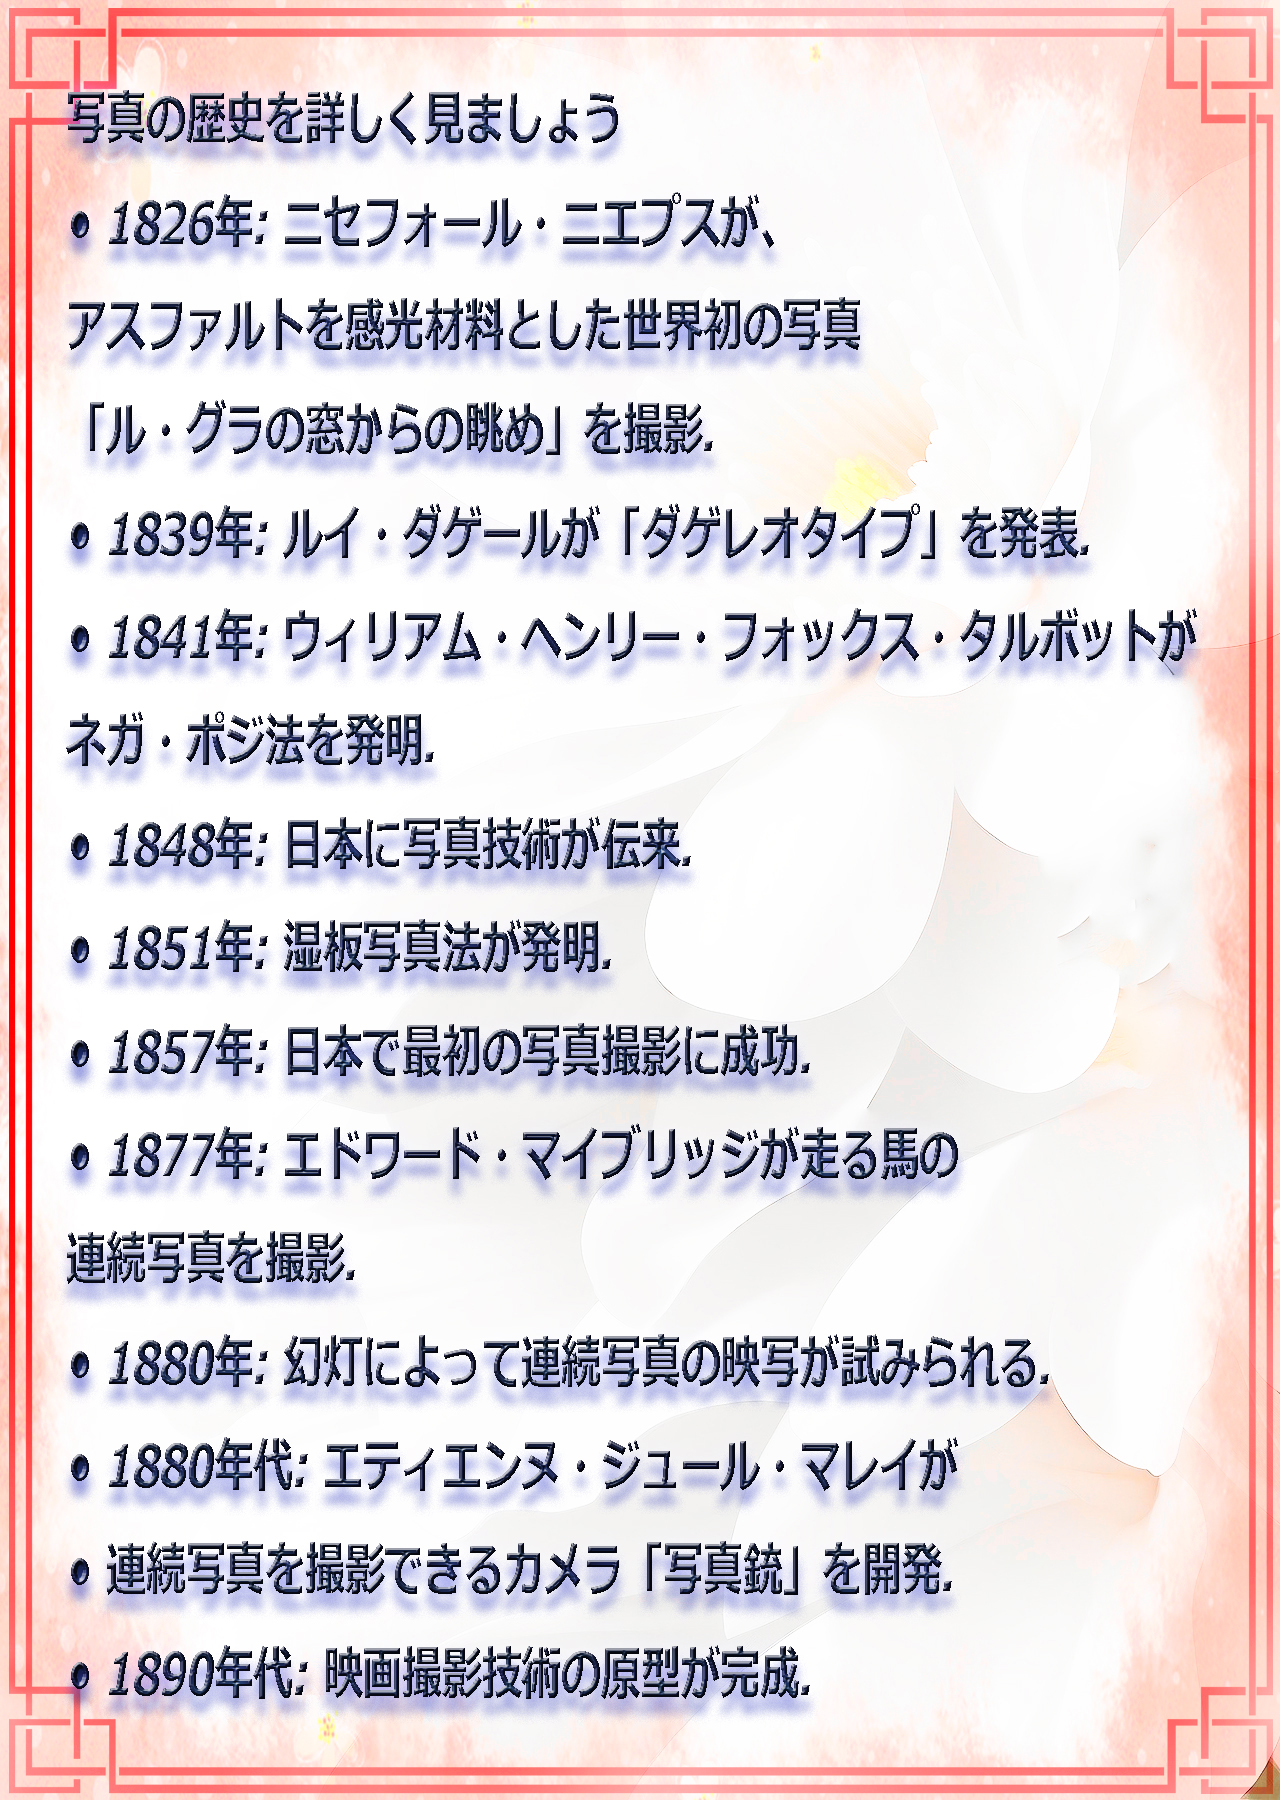 写真の歴史を詳しく見ましょう
• 1826年: ニセフォール・ニエプスが、
アスファルトを感光材料とした世界初の写真
「ル・グラの窓からの眺め」を撮影.
• 1839年: ルイ・ダゲールが「ダゲレオタイプ」を発表.
• 1841年: ウィリアム・ヘンリー・フォックス・タルボットが
ネガ・ポジ法を発明.
• 1848年: 日本に写真技術が伝来.
• 1851年: 湿板写真法が発明.
• 1857年: 日本で最初の写真撮影に成功.
• 1877年: エドワード・マイブリッジが走る馬の
連続写真を撮影.
• 1880年: 幻灯によって連続写真の映写が試みられる.
• 1880年代: エティエンヌ・ジュール・マレイが
• 連続写真を撮影できるカメラ「写真銃」を開発.
• 1890年代: 映画撮影技術の原型が完成.